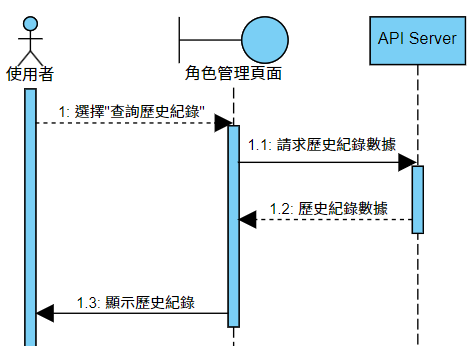 API Server
使用者
角色管理頁面
1: 選擇"查詢歷史紀錄"
1.1: 請求歷史紀錄數據
1.2: 歷史紀錄數據
1.3: 顯示歷史紀錄